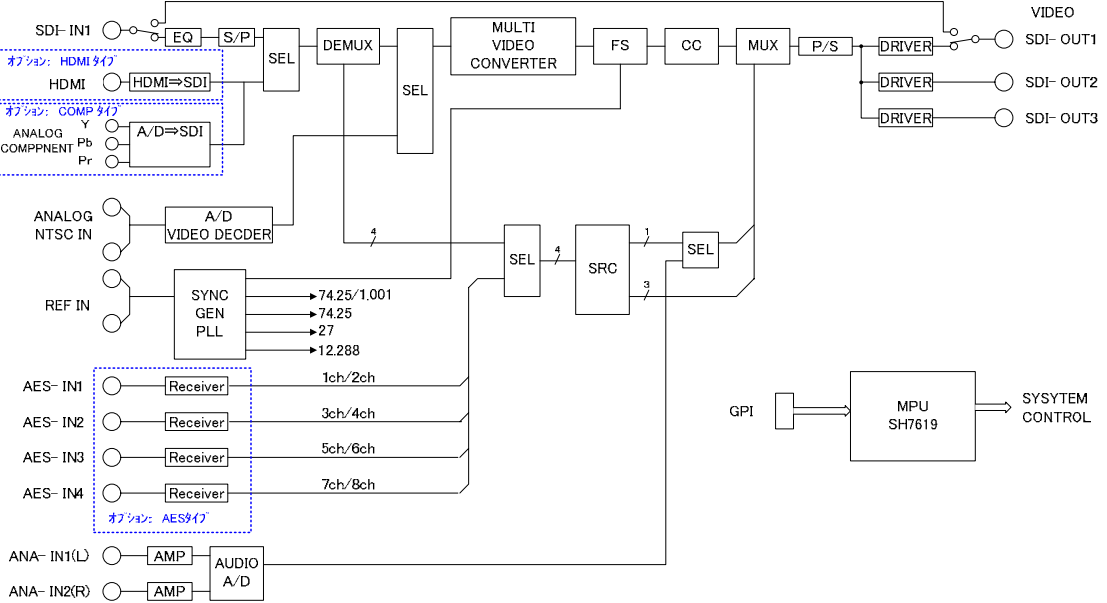 VIDEO
SDI-IN1
EQ
S/P
SEL
DEMUX
SEL
MULTI
VIDEO
CONVERTER
FS
CC
MUX
P/S
DRIVER
SDI-OUT1
DRIVER
SDI-OUT2
DRIVER
SDI-OUT3
オプション: HDMIタイプ
HDMI
HDMI⇒SDI
オプション: COMPタイプ
ANALOG
COMPPNENT
Y
Pb
Pr
A/D⇒SDI
ANALOG
NTSC IN
A/D
VIDEO DECDER
4
SEL
4
SRC
1
3
SEL
REF IN
SYNC
GEN
PLL
74.25/1.001
74.25
27
12.288
AES-IN1
Receiver
1ch/2ch
AES-IN2
Receiver
3ch/4ch
AES-IN3
Receiver
5ch/6ch
AES-IN4
Receiver
7ch/8ch
オプション: AESタイプ
GPI
MPU
SH7619
SYSYTEM
CONTROL
ANA-IN1(L)
AMP
ANA-IN2(R)
AMP
AUDIO
A/D